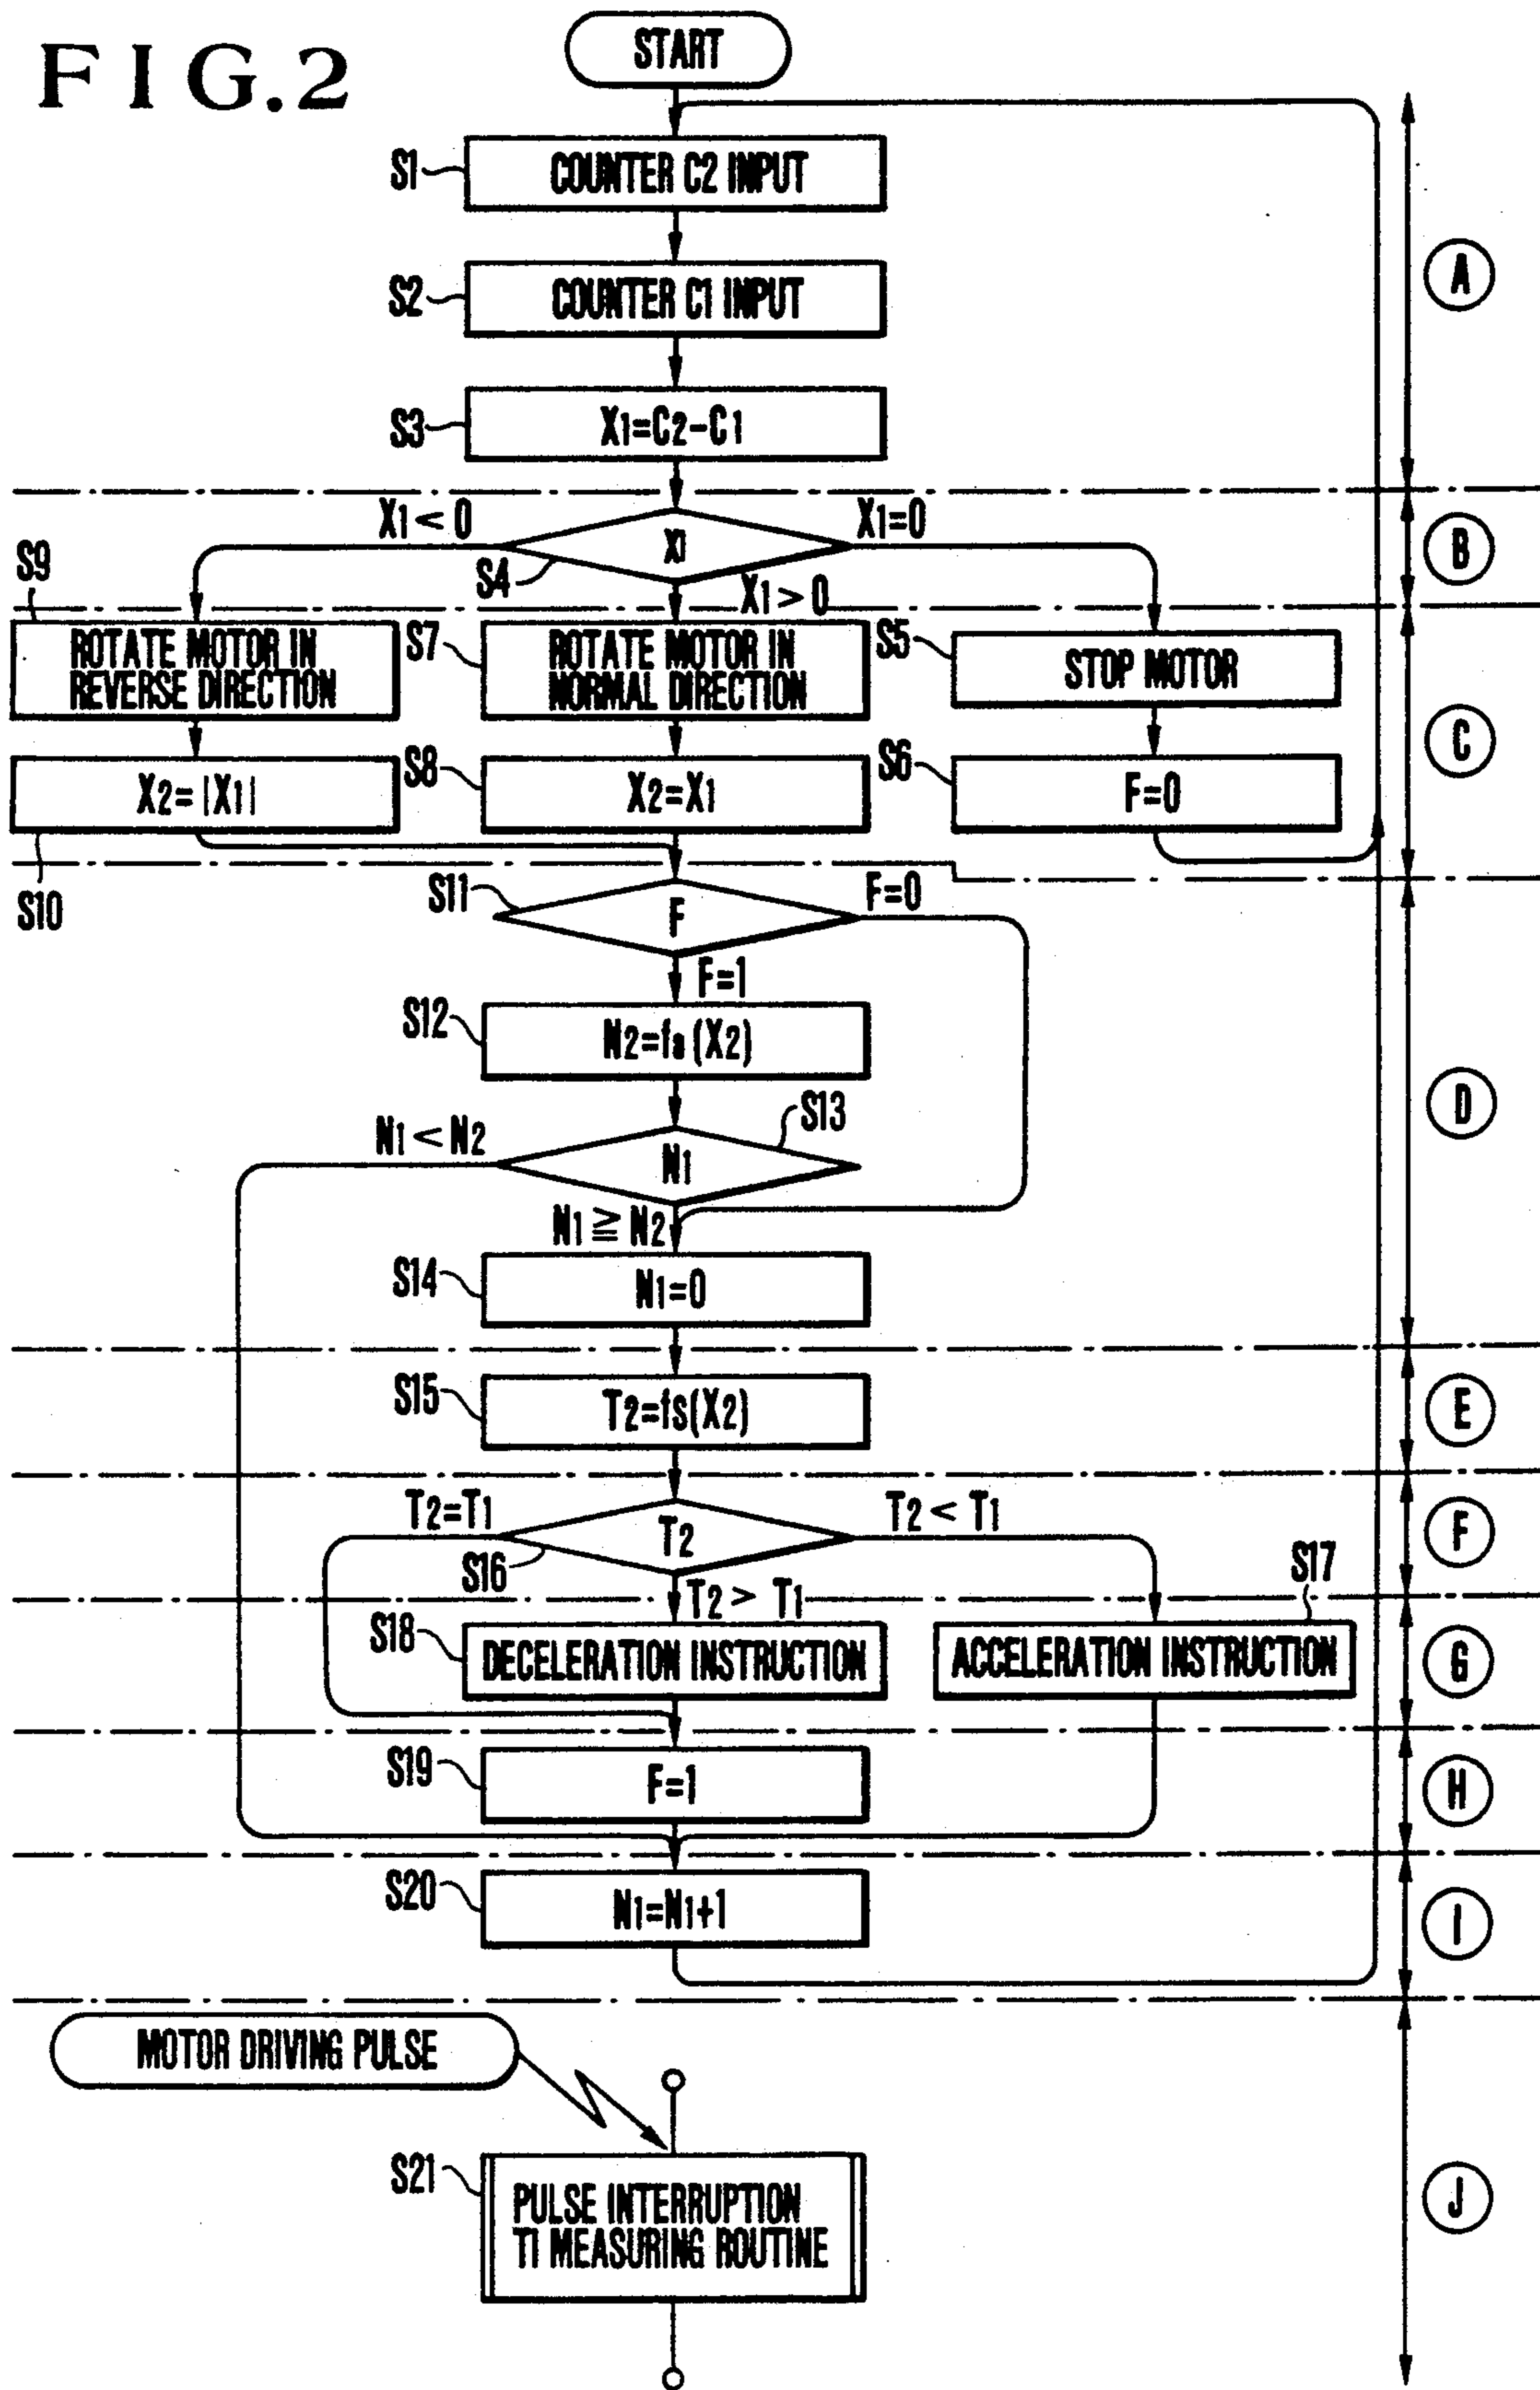 FIG.2
START
S1
COUNTER C2 INPUT
S2
COUNTER C1 INPUT
A
S3
X1=C2-C1
X1<0
X1=0
X1
S4
X1>0
B
S9
ROTATE MOTOR IN
REVERSE DIRECTION
S7
ROTATE MOTOR IN
NORMAL DIRECTION
S5
STOP MOTOR
C
X2=|X1|
S10
S8
X2=X1
S6
F=0
S11
F
F=0
F=1
S12
N2=fa(X2)
D
S13
N1<N2
N1
N1≧N2
S14
N1=0
S15
T2=fs(X2)
E
T2=T1
T2
T2<T1
S16
T2>T1
F
S18
DECELERATION INSTRUCTION
S17
ACCELERATION INSTRUCTION
G
S19
F=1
H
S20
N1=N1+1
I
MOTOR DRIVING PULSE
S21
PULSE INTERRUPTION
T1 MEASURING ROUTINE
J